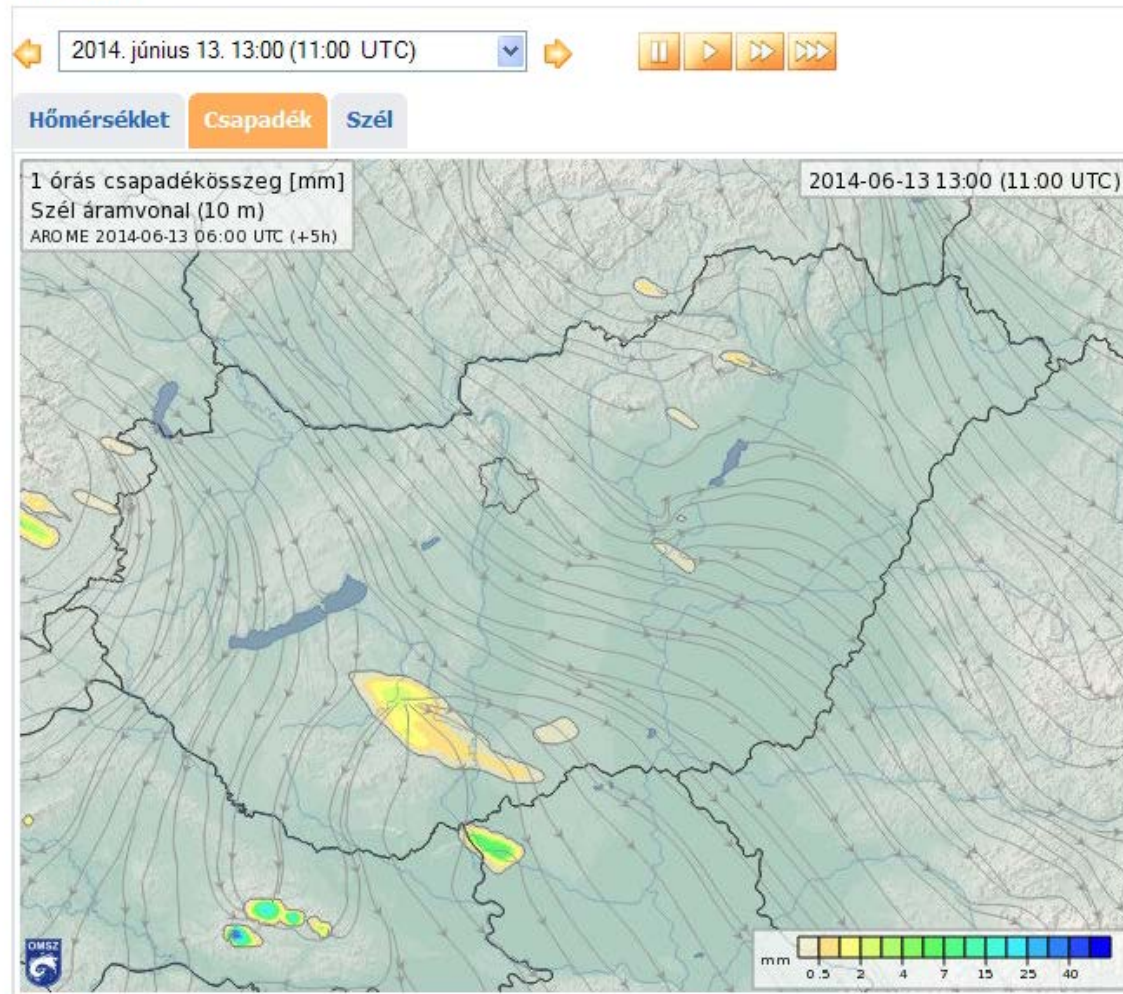 2014. június 13. 13:00 (11:00 UTC)
Hőmérséklet Csapadék Szél
1 órás csapadékösszeg [mm]
Szél áramvonal (10 m)
AROME 2014-06-13 06:00 UTC (+5h)
2014-06-13 13:00 (11:00 UTC)
OMSZ
mm 0.5 2 4 7 15 25 40